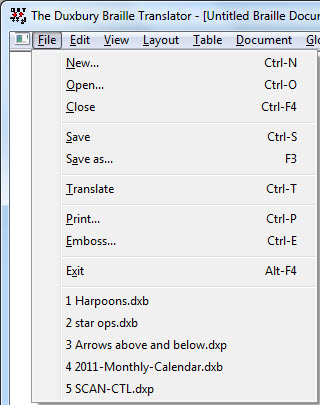 The Duxbury Braille Translator - [Untitled Braille Docu
File Edit View Layout Table Document Glo
New... Ctrl-N
Open... Ctrl-O
Close Ctrl-F4
Save Ctrl-S
Save as... F3
Translate Ctrl-T
Print... Ctrl-P
Emboss... Ctrl-E
Exit Alt-F4
1 Harpoons.dxb
2 star ops.dxb
3 Arrows above and below.dxp
4 2011-Monthly-Calendar.dxb
5 SCAN-CTL.dxp